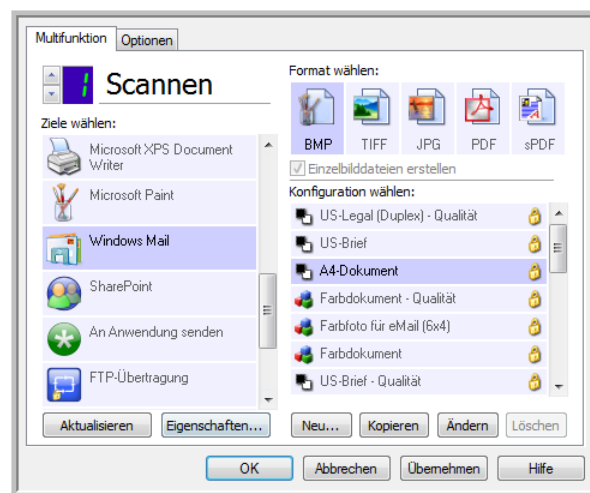 Multifunktion
Optionen
1
Scannen
Ziele wählen:
Microsoft XPS Document
Writer
Microsoft Paint
Windows Mail
SharePoint
An Anwendung senden
FTP-Übertragung
Aktualisieren
Eigenschaften...
Format wählen:
BMP
TIFF
JPG
PDF
sPDF
Einzelbilddateien erstellen
Konfiguration wählen:
US-Legal (Duplex) - Qualität
US-Brief
A4-Dokument
Farbdokument - Qualität
Farbfoto für eMail (6x4)
Farbdokument
US-Brief - Qualität
Neu...
Kopieren
Ändern
Löschen
OK
Abbrechen
Übernehmen
Hilfe